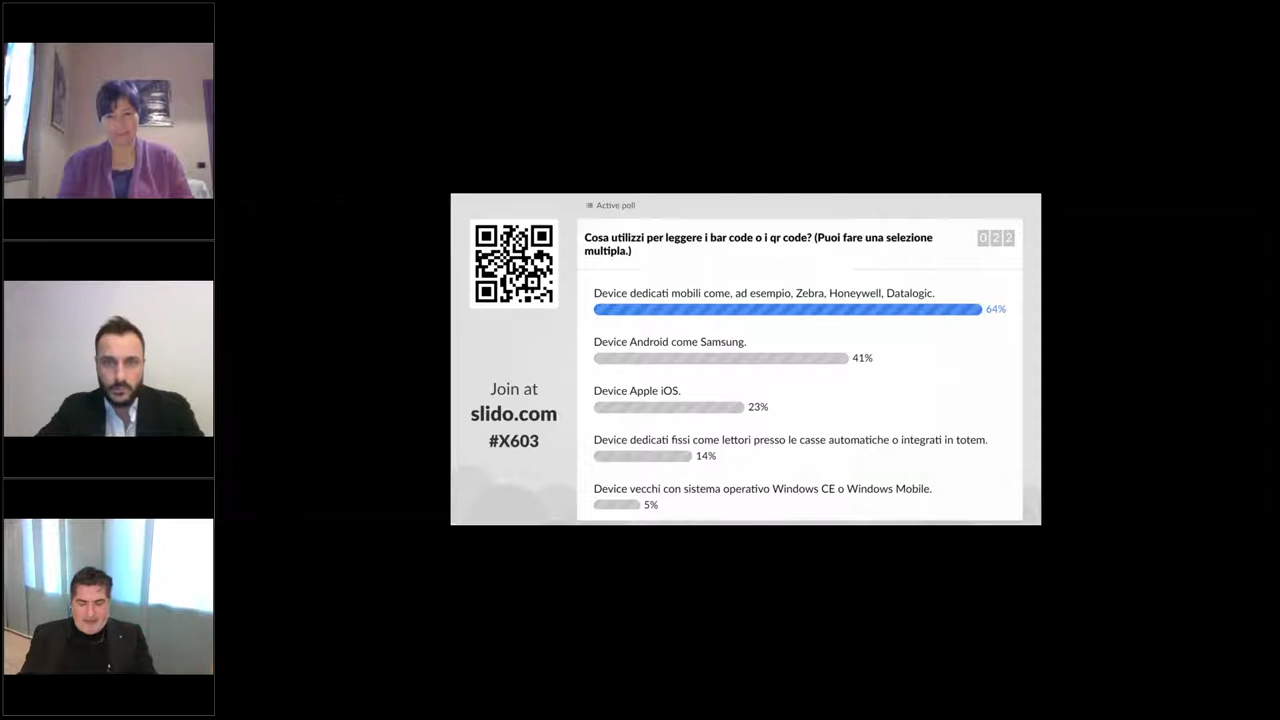 Active poll
Cosa utilizzi per leggere i bar code o i qr code? (Puoi fare una selezione
multipla.)
022
Device dedicati mobili come, ad esempio, Zebra, Honeywell, Datalogic.
64%
Device Android come Samsung.
41%
Device Apple iOS.
23%
Device dedicati fissi come lettori presso le casse automatiche o integrati in totem.
14%
Device vecchi con sistema operativo Windows CE o Windows Mobile.
5%
Join at
slido.com
#X603